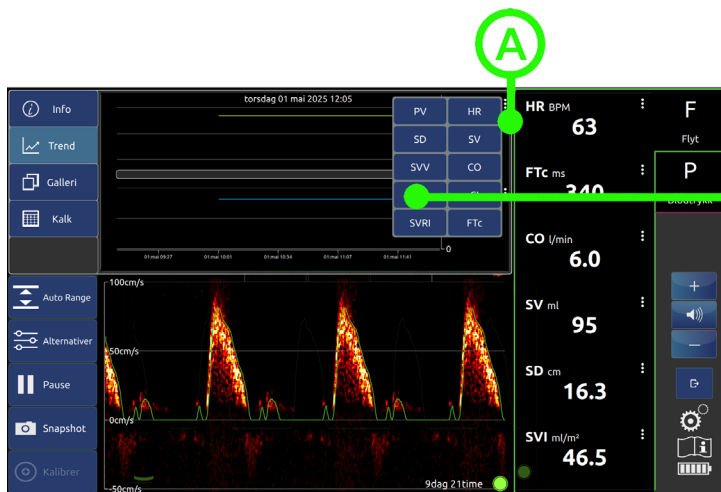 A
Info
Trend
Galleri
Kalk
Auto Range
Alternativer
Pause
Snapshot
Kalibrer
torsdag 01 mai 2025 12:05
PV HR
SD SV
SVV CO
SVRI FTc
0
01:mai 09:27 01:mai 10:01 01:mai 10:34 01:mai 11:07 01:mai 11:41
100cm/s
50cm/s
0cm/s
-50cm/s
9dag 21time
HR BPM
63
FTc ms
340
CO l/min
6.0
SV ml
95
SD cm
16.3
SVI ml/m²
46.5
F
Flyt
P
+
−